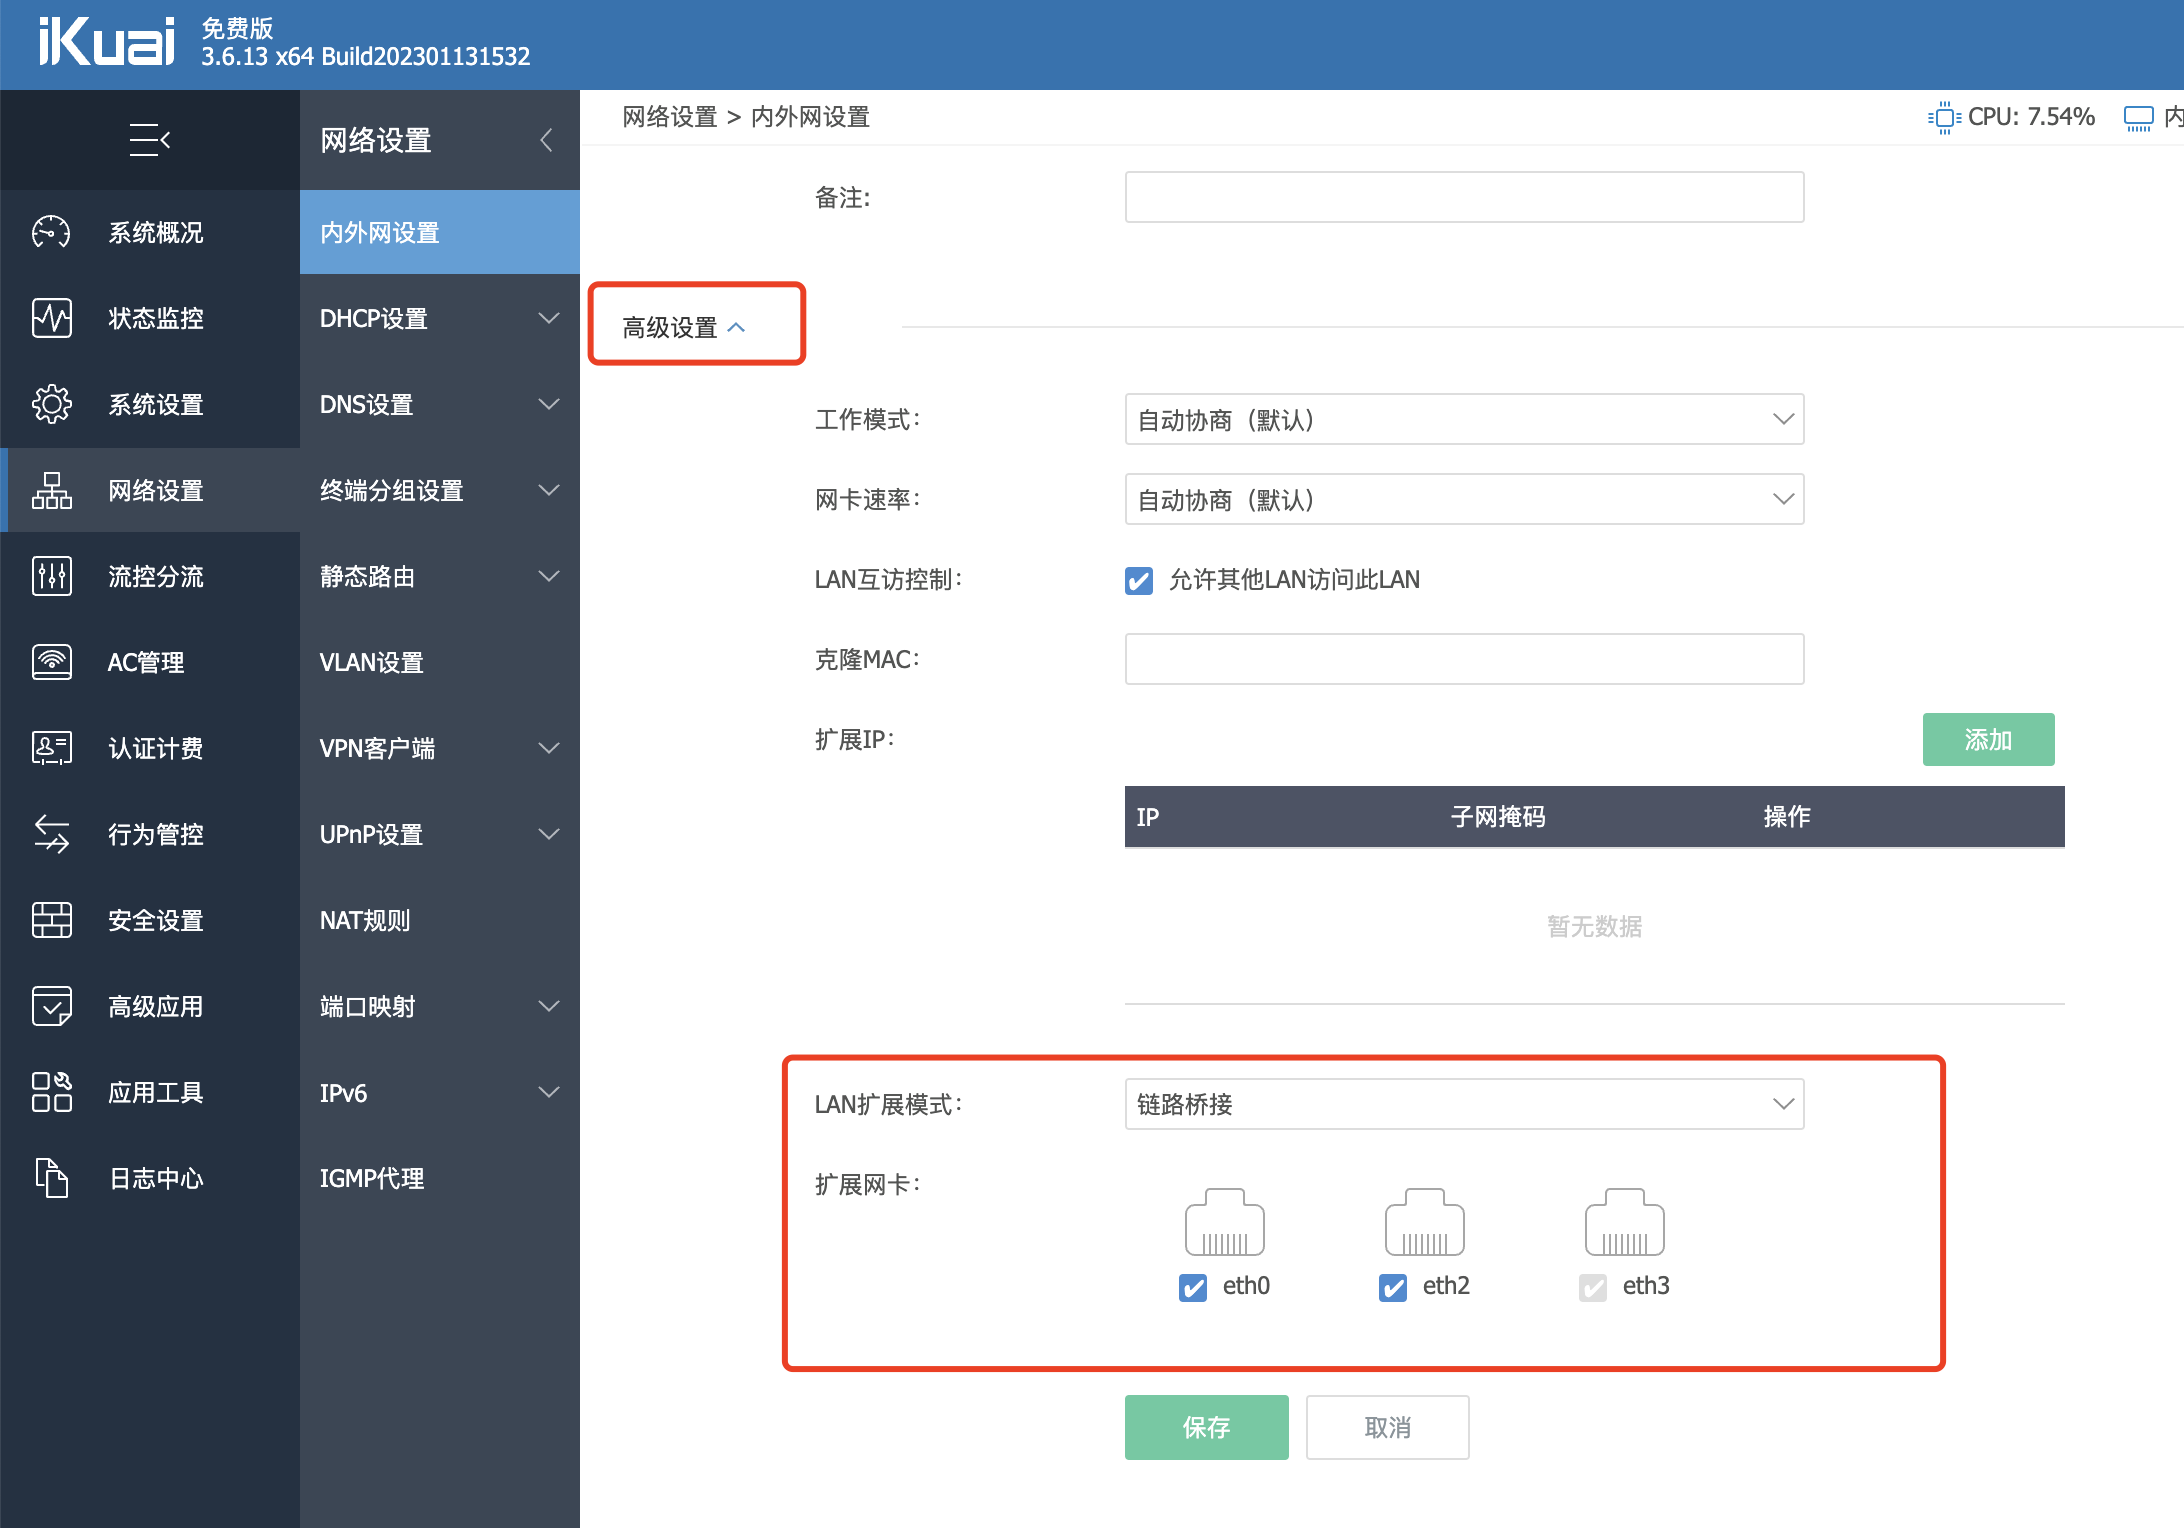 iKuai
免费版
3.6.13 x64 Build202301131532
网络设置
网络设置 > 内外网设置
CPU: 7.54%
内
系统概况
状态监控
系统设置
网络设置
流控分流
AC管理
认证计费
行为管控
安全设置
高级应用
应用工具
日志中心
内外网设置
DHCP设置
DNS设置
终端分组设置
静态路由
VLAN设置
VPN客户端
UPnP设置
NAT规则
端口映射
IPv6
IGMP代理
备注:
高级设置
工作模式: 自动协商（默认）
网卡速率: 自动协商（默认）
LAN互访控制: 允许其他LAN访问此LAN
克隆MAC:
扩展IP: 添加
IP 子网掩码 操作
暂无数据
LAN扩展模式: 链路桥接
扩展网卡:
eth0 eth2 eth3
保存 取消